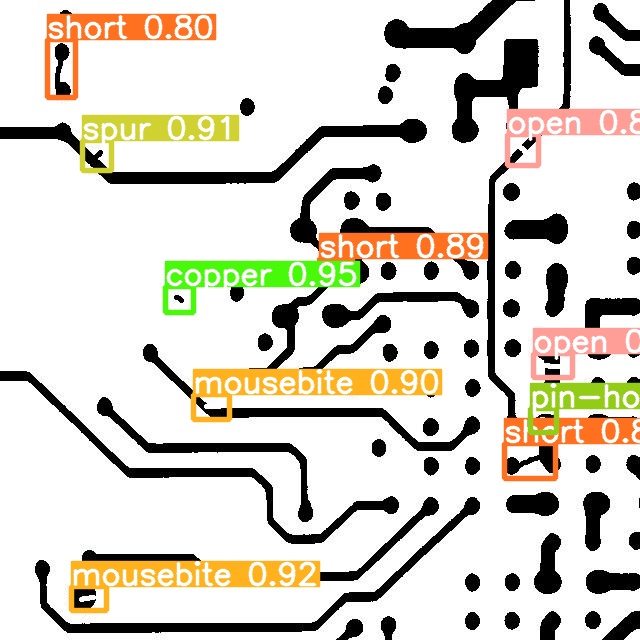 short 0.80
spur 0.91
open 0.8
short 0.89
copper 0.95
open 0
mousebite 0.90
pin-ho
short 0.8
mousebite 0.92